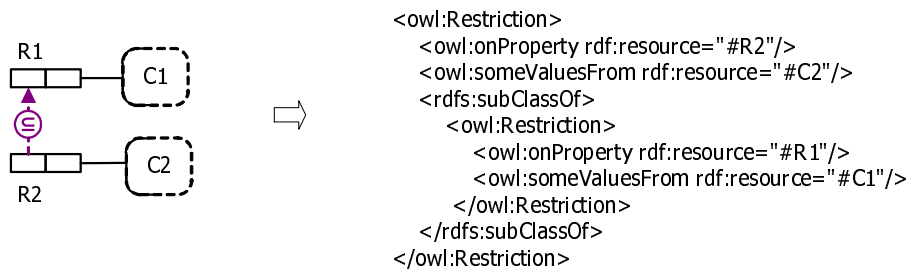 R1
C1
⊆
C2
R2
<owl:Restriction>
<owl:onProperty rdf:resource="#R2"/>
<owl:someValuesFrom rdf:resource="#C2"/>
<rdfs:subClassOf>
<owl:Restriction>
<owl:onProperty rdf:resource="#R1"/>
<owl:someValuesFrom rdf:resource="#C1"/>
</owl:Restriction>
</rdfs:subClassOf>
</owl:Restriction>